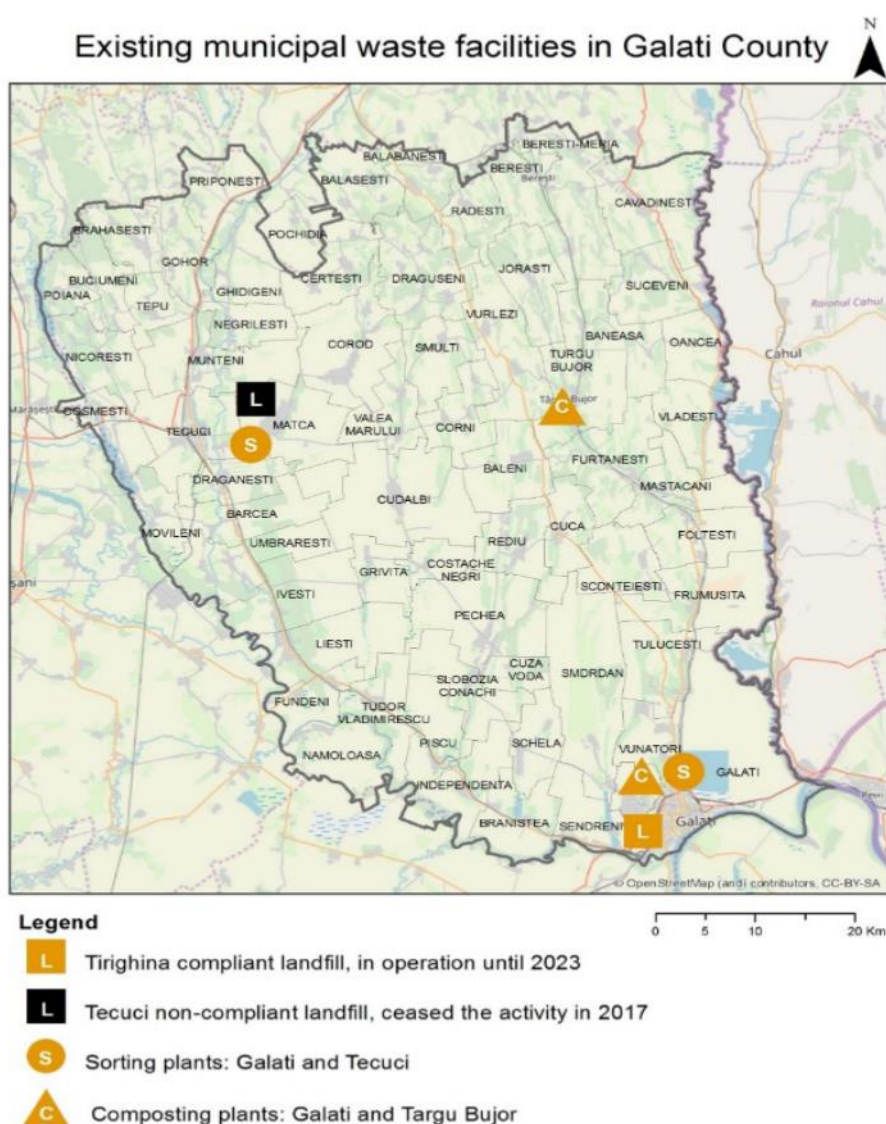 Existing municipal waste facilities in Galati County
N
BERESTI-MERIA
BALABANESTI
BERESTI
Beresti
PRIPONESTI
BALASESTI
RADESTI
CAVADINESTI
BRAHASESTI
POCHIDIA
GOHOR
JORASTI
BUCIUMENI
CERTESTI
DRAGUSENI
SUCEVENI
POIANA
TEPU
GHIDIGENI
Raionul Cahul
VURLEZI
NEGRILESTI
BANEASA
OANCEA
COROD
SMULTI
Cahul
NICORESTI
MUNTENI
TURGU
BUJOR
L
C
Mărășești
COSMESTI
MATCA
VALEA
MARULUI
VLADESTI
TECUCI
S
CORNI
BALENI
FURTANESTI
DRAGANESTI
MASTACANI
CUDALBI
BARCEA
MOVILENI
UMBRARESTI
REDIU
CUCA
FOLTESTI
GRIVITA
COSTACHE
NEGRI
șani
IVESTI
SCONTEIESTI
FRUMUSITA
PECHEA
LIESTI
TULUCESTI
CUZA
VODA
SMDRDAN
SLOBOZIA
CONACHI
FUNDENI
TUDOR
VLADIMIRESCU
NAMOLOASA
PISCU
SCHELA
VUNATORI
C
S
GALATI
INDEPENDENTA
BRANISTEA
SENDRENI
L
Galati
© OpenStreetMap (and) contributors, CC-BY-SA
Legend
0 5 10 20 Km
L Tirighina compliant landfill, in operation until 2023
L Tecuci non-compliant landfill, ceased the activity in 2017
S Sorting plants: Galati and Tecuci
C Composting plants: Galati and Targu Bujor